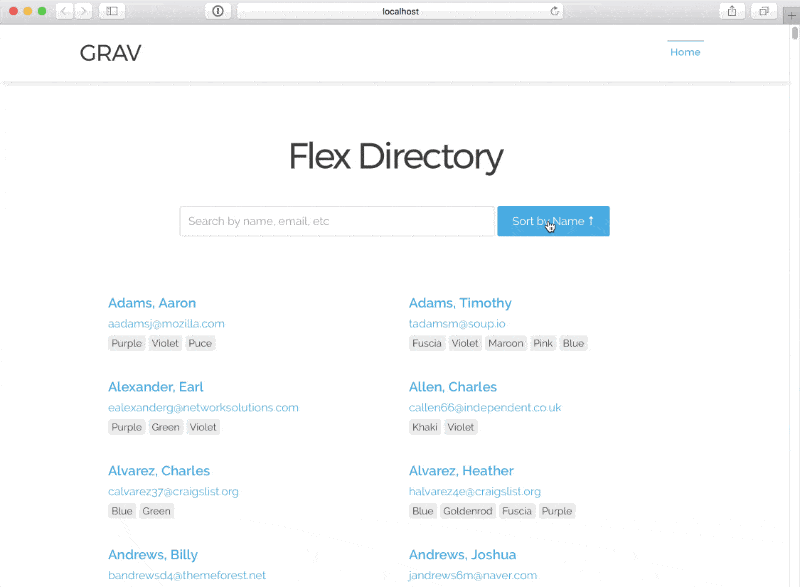 localhost
GRAV
Home
Flex Directory
Search by name, email, etc
Sort by Name ↑
Adams, Aaron
aadamsj@mozilla.com
Purple Violet Puce
Adams, Timothy
tadamsm@soup.io
Fuscia Violet Maroon Pink Blue
Alexander, Earl
ealexanderg@networksolutions.com
Purple Green Violet
Allen, Charles
callen66@independent.co.uk
Khaki Violet
Alvarez, Charles
calvarez37@craigslist.org
Blue Green
Alvarez, Heather
halvarez4e@craigslist.org
Blue Goldenrod Fuscia Purple
Andrews, Billy
bandrewsd4@themeforest.net
Andrews, Joshua
jandrews6m@naver.com